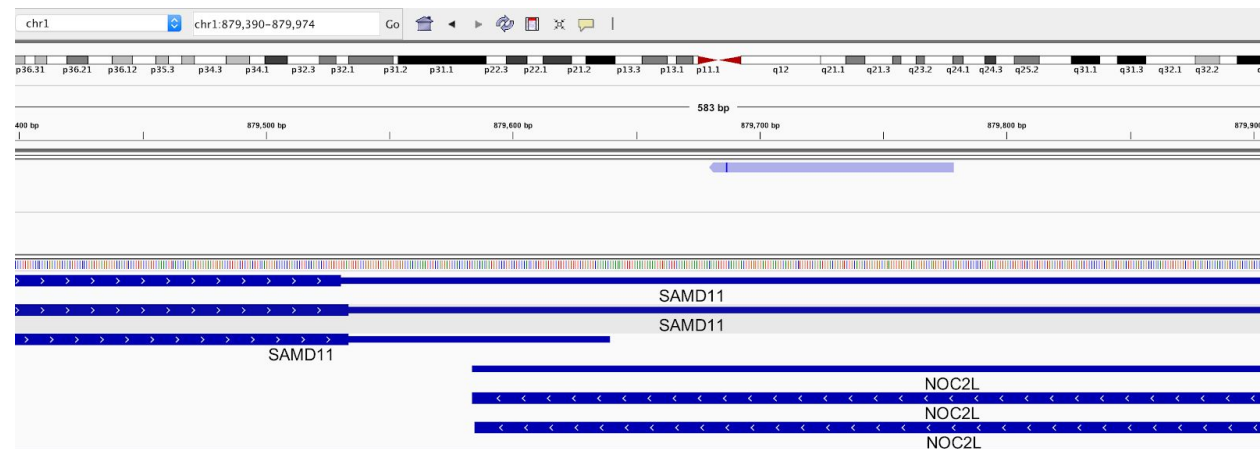 chr1 chr1:879,390-879,974 Go
p36.31 p36.21 p36.12 p35.3 p34.3 p34.1 p32.3 p32.1 p31.2 p31.1 p22.3 p22.1 p21.2 p13.3 p13.1 p11.1 q12 q21.1 q21.3 q23.2 q24.1 q24.3 q25.2 q31.1 q31.3 q32.1 q32.2
583 bp
400 bp 879,500 bp 879,600 bp 879,700 bp 879,800 bp 879,900
SAMD11
SAMD11
SAMD11
NOC2L
NOC2L
NOC2L